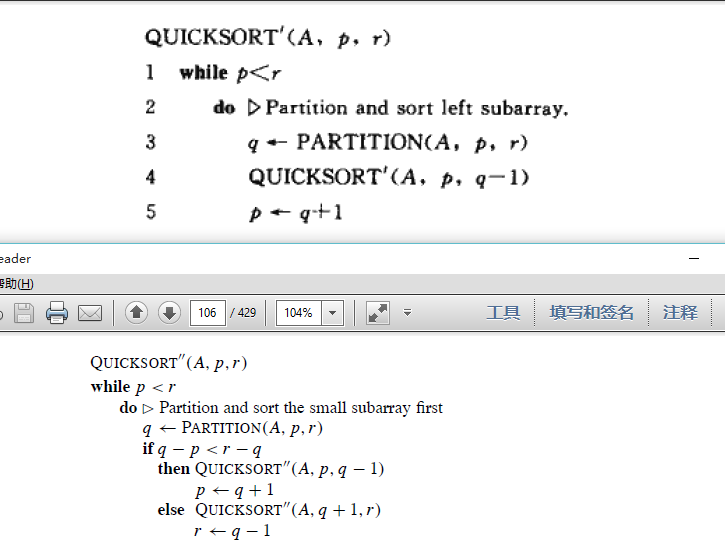 QUICKSORT′(A, p, r)
1 while p<r
2 do ▷ Partition and sort left subarray.
3 q ← PARTITION(A, p, r)
4 QUICKSORT′(A, p, q−1)
5 p ← q+1
eader
帮助(H)
106 / 429 104% 工具 填写和签名 注释
QUICKSORT″(A, p, r)
while p < r
do ▷ Partition and sort the small subarray first
q ← PARTITION(A, p, r)
if q − p < r − q
then QUICKSORT″(A, p, q − 1)
p ← q + 1
else QUICKSORT″(A, q + 1, r)
r ← q − 1